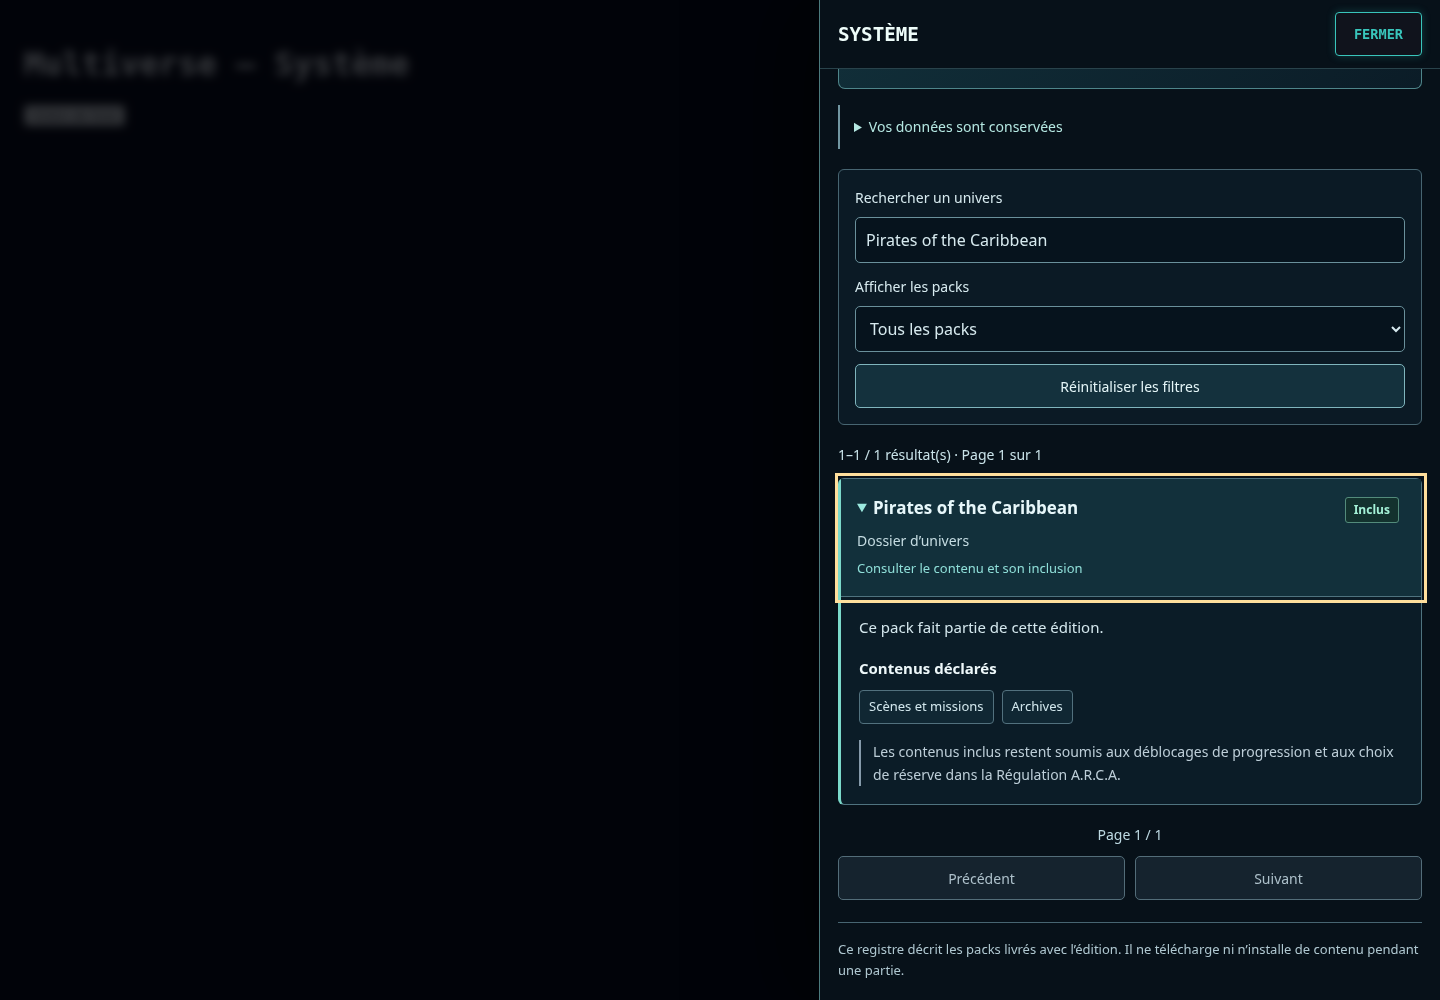 Multiverse — Système
SYSTÈME
FERMER
Vos données sont conservées
Rechercher un univers
Pirates of the Caribbean
Afficher les packs
Tous les packs
Réinitialiser les filtres
1–1 / 1 résultat(s) · Page 1 sur 1
Pirates of the Caribbean
Inclus
Dossier d’univers
Consulter le contenu et son inclusion
Ce pack fait partie de cette édition.
Contenus déclarés
Scènes et missions
Archives
Les contenus inclus restent soumis aux déblocages de progression et aux choix
de réserve dans la Régulation A.R.C.A.
Page 1 / 1
Précédent
Suivant
Ce registre décrit les packs livrés avec l’édition. Il ne télécharge ni n’installe de contenu pendant
une partie.